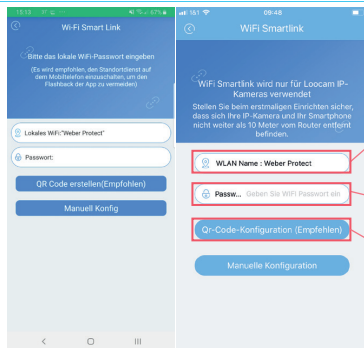 15:13
67%
Wi-Fi Smart Link
Bitte das lokale WiFi-Passwort eingeben
(Es wird empfohlen, den Standortdienst auf
dem Mobiltelefon einzuschalten, um den
Flashback der App zu vermeiden)
Lokales WiFi:"Weber Protect"
Passwort:
QR Code erstellen(Empfohlen)
Manuell Konfig
09:48
WiFi Smartlink
WiFi Smartlink wird nur für Loocam IP-
Kameras verwendet
Stellen Sie beim erstmaligen Einrichten sicher,
dass sich Ihre IP-Kamera und Ihr Smartphone
nicht weiter als 10 Meter vom Router entfernt
befinden.
WLAN Name : Weber Protect
Passw... Geben Sie WIFI Passwort ein
Qr-Code-Konfiguration (Empfehlen)
Manuelle Konfiguration